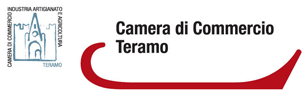 CAMERA DI COMMERCIO
INDUSTRIA ARTIGIANATO
E AGRICOLTURA
TERAMO
Camera di Commercio
Teramo